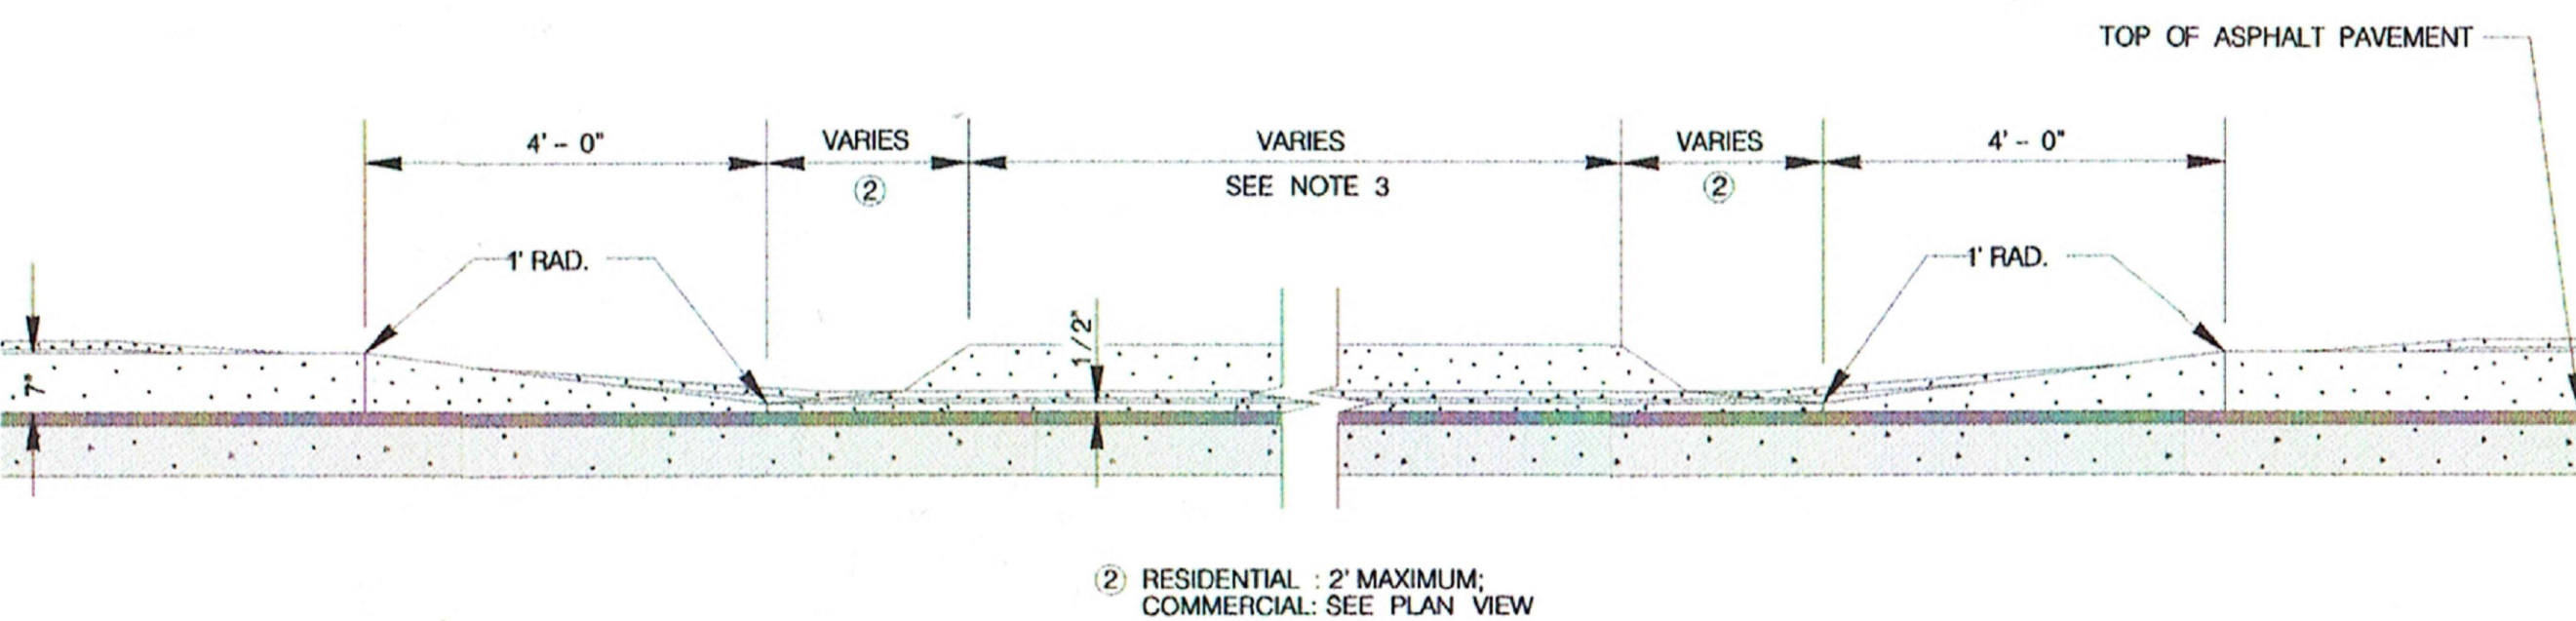 TOP OF ASPHALT PAVEMENT
4' - 0"
VARIES
VARIES
VARIES
4' - 0"
②
SEE NOTE 3
②
1' RAD.
1' RAD.
1/2"
7"
② RESIDENTIAL : 2' MAXIMUM;
COMMERCIAL: SEE PLAN VIEW